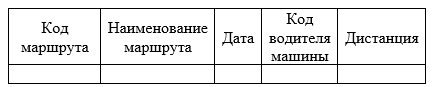 Код
маршрута
Наименование
маршрута
Дата
Код
водителя
машины
Дистанция